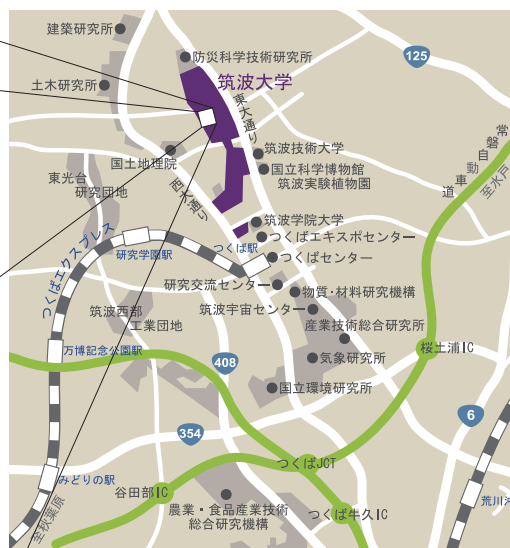 建築研究所
防災科学技術研究所
125
土木研究所
筑波大学
東大通り
常磐自動車道
至水戸
筑波技術大学
国土地理院
国立科学博物館
筑波実験植物園
東光台
研究団地
西大通り
筑波学院大学
つくばエクスプレス
つくばエキスポセンター
研究学園駅
つくば駅
つくばセンター
研究交流センター
物質・材料研究機構
筑波西部
工業団地
筑波宇宙センター
産業技術総合研究所
万博記念公園駅
408
気象研究所
桜土浦IC
国立環境研究所
6
354
つくばJCT
みどりの駅
谷田部IC
荒川
至秋葉原
農業・食品産業技術
総合研究機構
つくば牛久IC